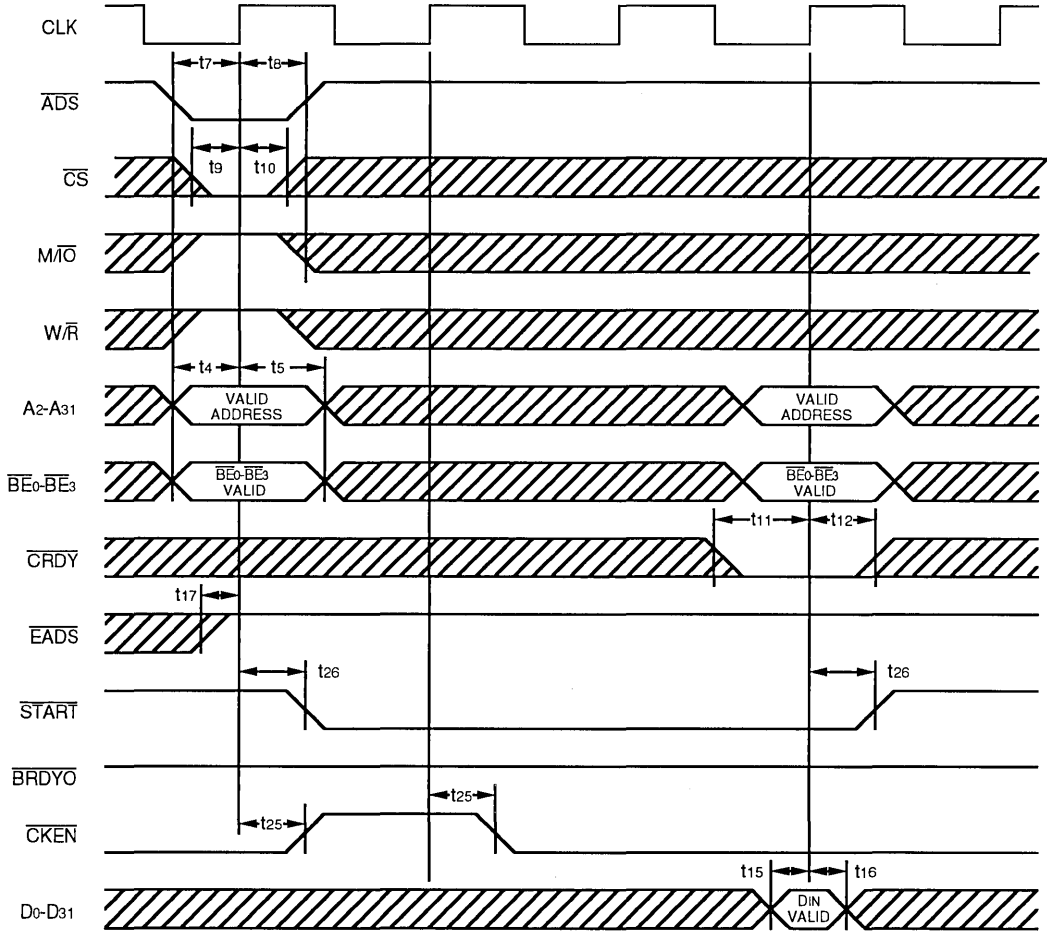 CLK
t7 t8
ADS
t9 t10
CS
M/IO
W/R
t4 t5
A2-A31 VALID ADDRESS VALID ADDRESS
BE0-BE3 BE0-BE3 VALID BE0-BE3 VALID
t11 t12
CRDY
t17
EADS
t26 t26
START
BRDYO
t25
CKEN t25
t15 t16
D0-D31 DIN VALID